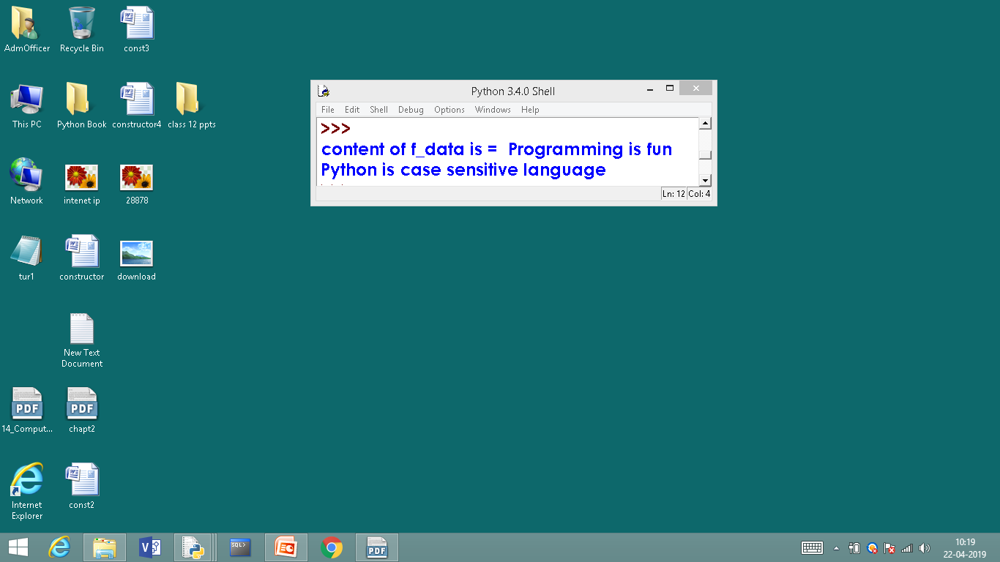 AdmOfficer
Recycle Bin
const3
This PC
Python Book
constructor4
class 12 ppts
Network
intenet ip
28878
tur1
constructor
download
New Text
Document
14_Comput...
chapt2
Internet
Explorer
const2
Python 3.4.0 Shell
File Edit Shell Debug Options Windows Help
>>>
content of f_data is =  Programming is fun
Python is case sensitive language
Ln: 12 Col: 4
SQL>
PDF
PDF
PDF
10:19
22-04-2019